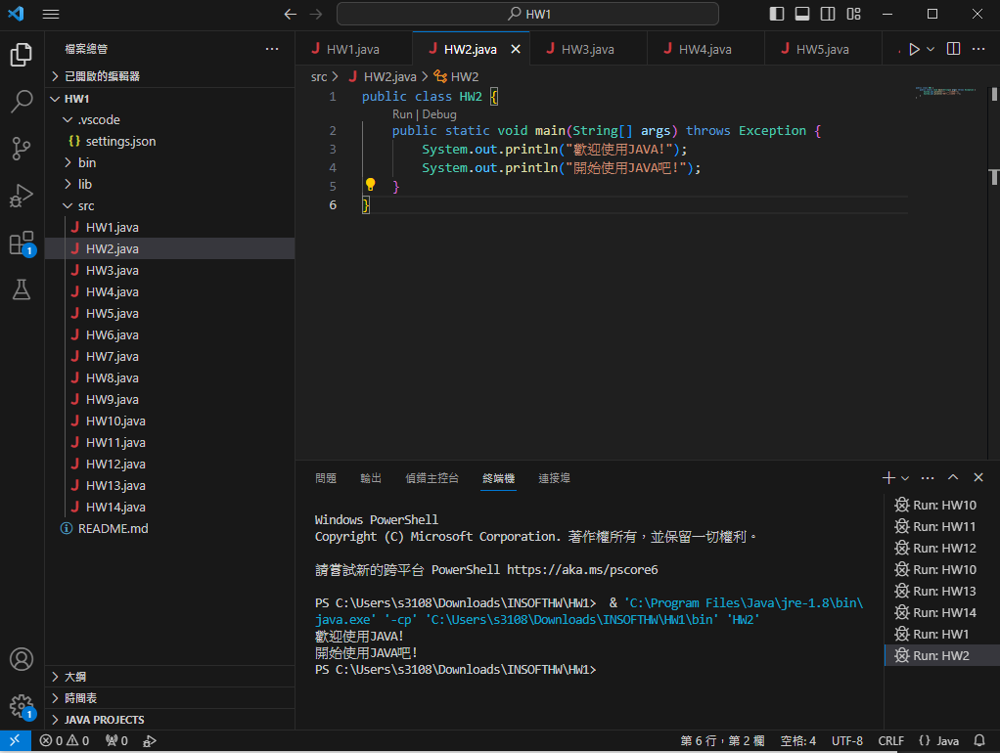 HW1
檔案總管
已開啟的編輯器
HW1
.vscode
{} settings.json
bin
lib
src
J HW1.java
J HW2.java
J HW3.java
J HW4.java
J HW5.java
J HW6.java
J HW7.java
J HW8.java
J HW9.java
J HW10.java
J HW11.java
J HW12.java
J HW13.java
J HW14.java
README.md
大綱
時間表
JAVA PROJECTS
J HW1.java
J HW2.java
J HW3.java
J HW4.java
J HW5.java
src > J HW2.java > HW2
1 public class HW2 {
Run | Debug
2 public static void main(String[] args) throws Exception {
3 System.out.println("歡迎使用JAVA!");
4 System.out.println("開始使用JAVA吧!");
5 }
6 }
問題 輸出 偵錯主控台 終端機 連接埠
Windows PowerShell
Copyright (C) Microsoft Corporation. 著作權所有，並保留一切權利。
請嘗試新的跨平台 PowerShell https://aka.ms/pscore6
PS C:\Users\s3108\Downloads\INSOFTHW\HW1> & 'C:\Program Files\Java\jre-1.8\bin\
java.exe' '-cp' 'C:\Users\s3108\Downloads\INSOFTHW\HW1\bin' 'HW2'
歡迎使用JAVA!
開始使用JAVA吧!
PS C:\Users\s3108\Downloads\INSOFTHW\HW1>
Run: HW10
Run: HW11
Run: HW12
Run: HW10
Run: HW13
Run: HW14
Run: HW1
Run: HW2
1
1
0 0 0 第 6 行，第 2 欄 空格: 4 UTF-8 CRLF {} Java